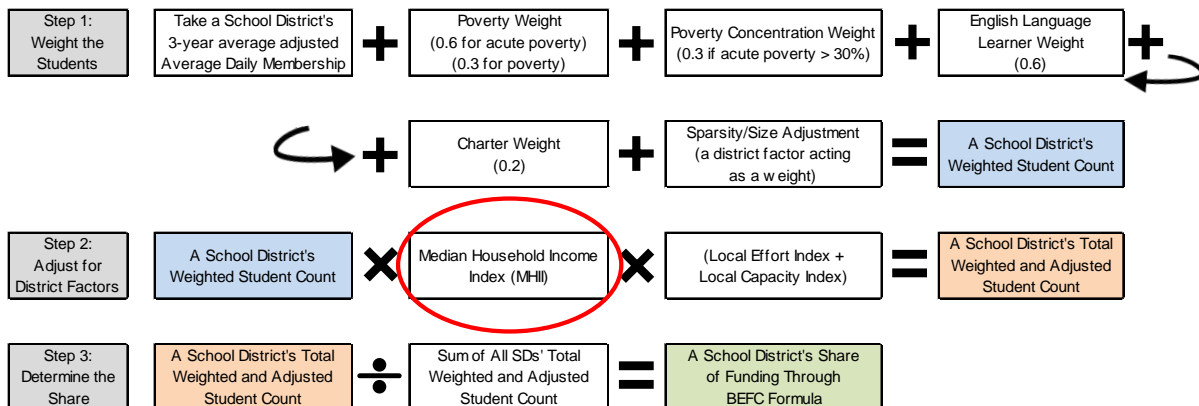 Step 1:
Weight the
Students
Take a School District's
3-year average adjusted
Average Daily Membership
+
Poverty Weight
(0.6 for acute poverty)
(0.3 for poverty)
+
Poverty Concentration Weight
(0.3 if acute poverty > 30%)
+
English Language
Learner Weight
(0.6)
+
+
Charter Weight
(0.2)
+
Sparsity/Size Adjustment
(a district factor acting
as a weight)
=
A School District's
Weighted Student Count
Step 2:
Adjust for
District Factors
A School District's
Weighted Student Count
×
Median Household Income
Index (MHII)
×
(Local Effort Index +
Local Capacity Index)
=
A School District's Total
Weighted and Adjusted
Student Count
Step 3:
Determine the
Share
A School District's Total
Weighted and Adjusted
Student Count
÷
Sum of All SDs' Total
Weighted and Adjusted
Student Count
=
A School District's Share
of Funding Through
BEFC Formula